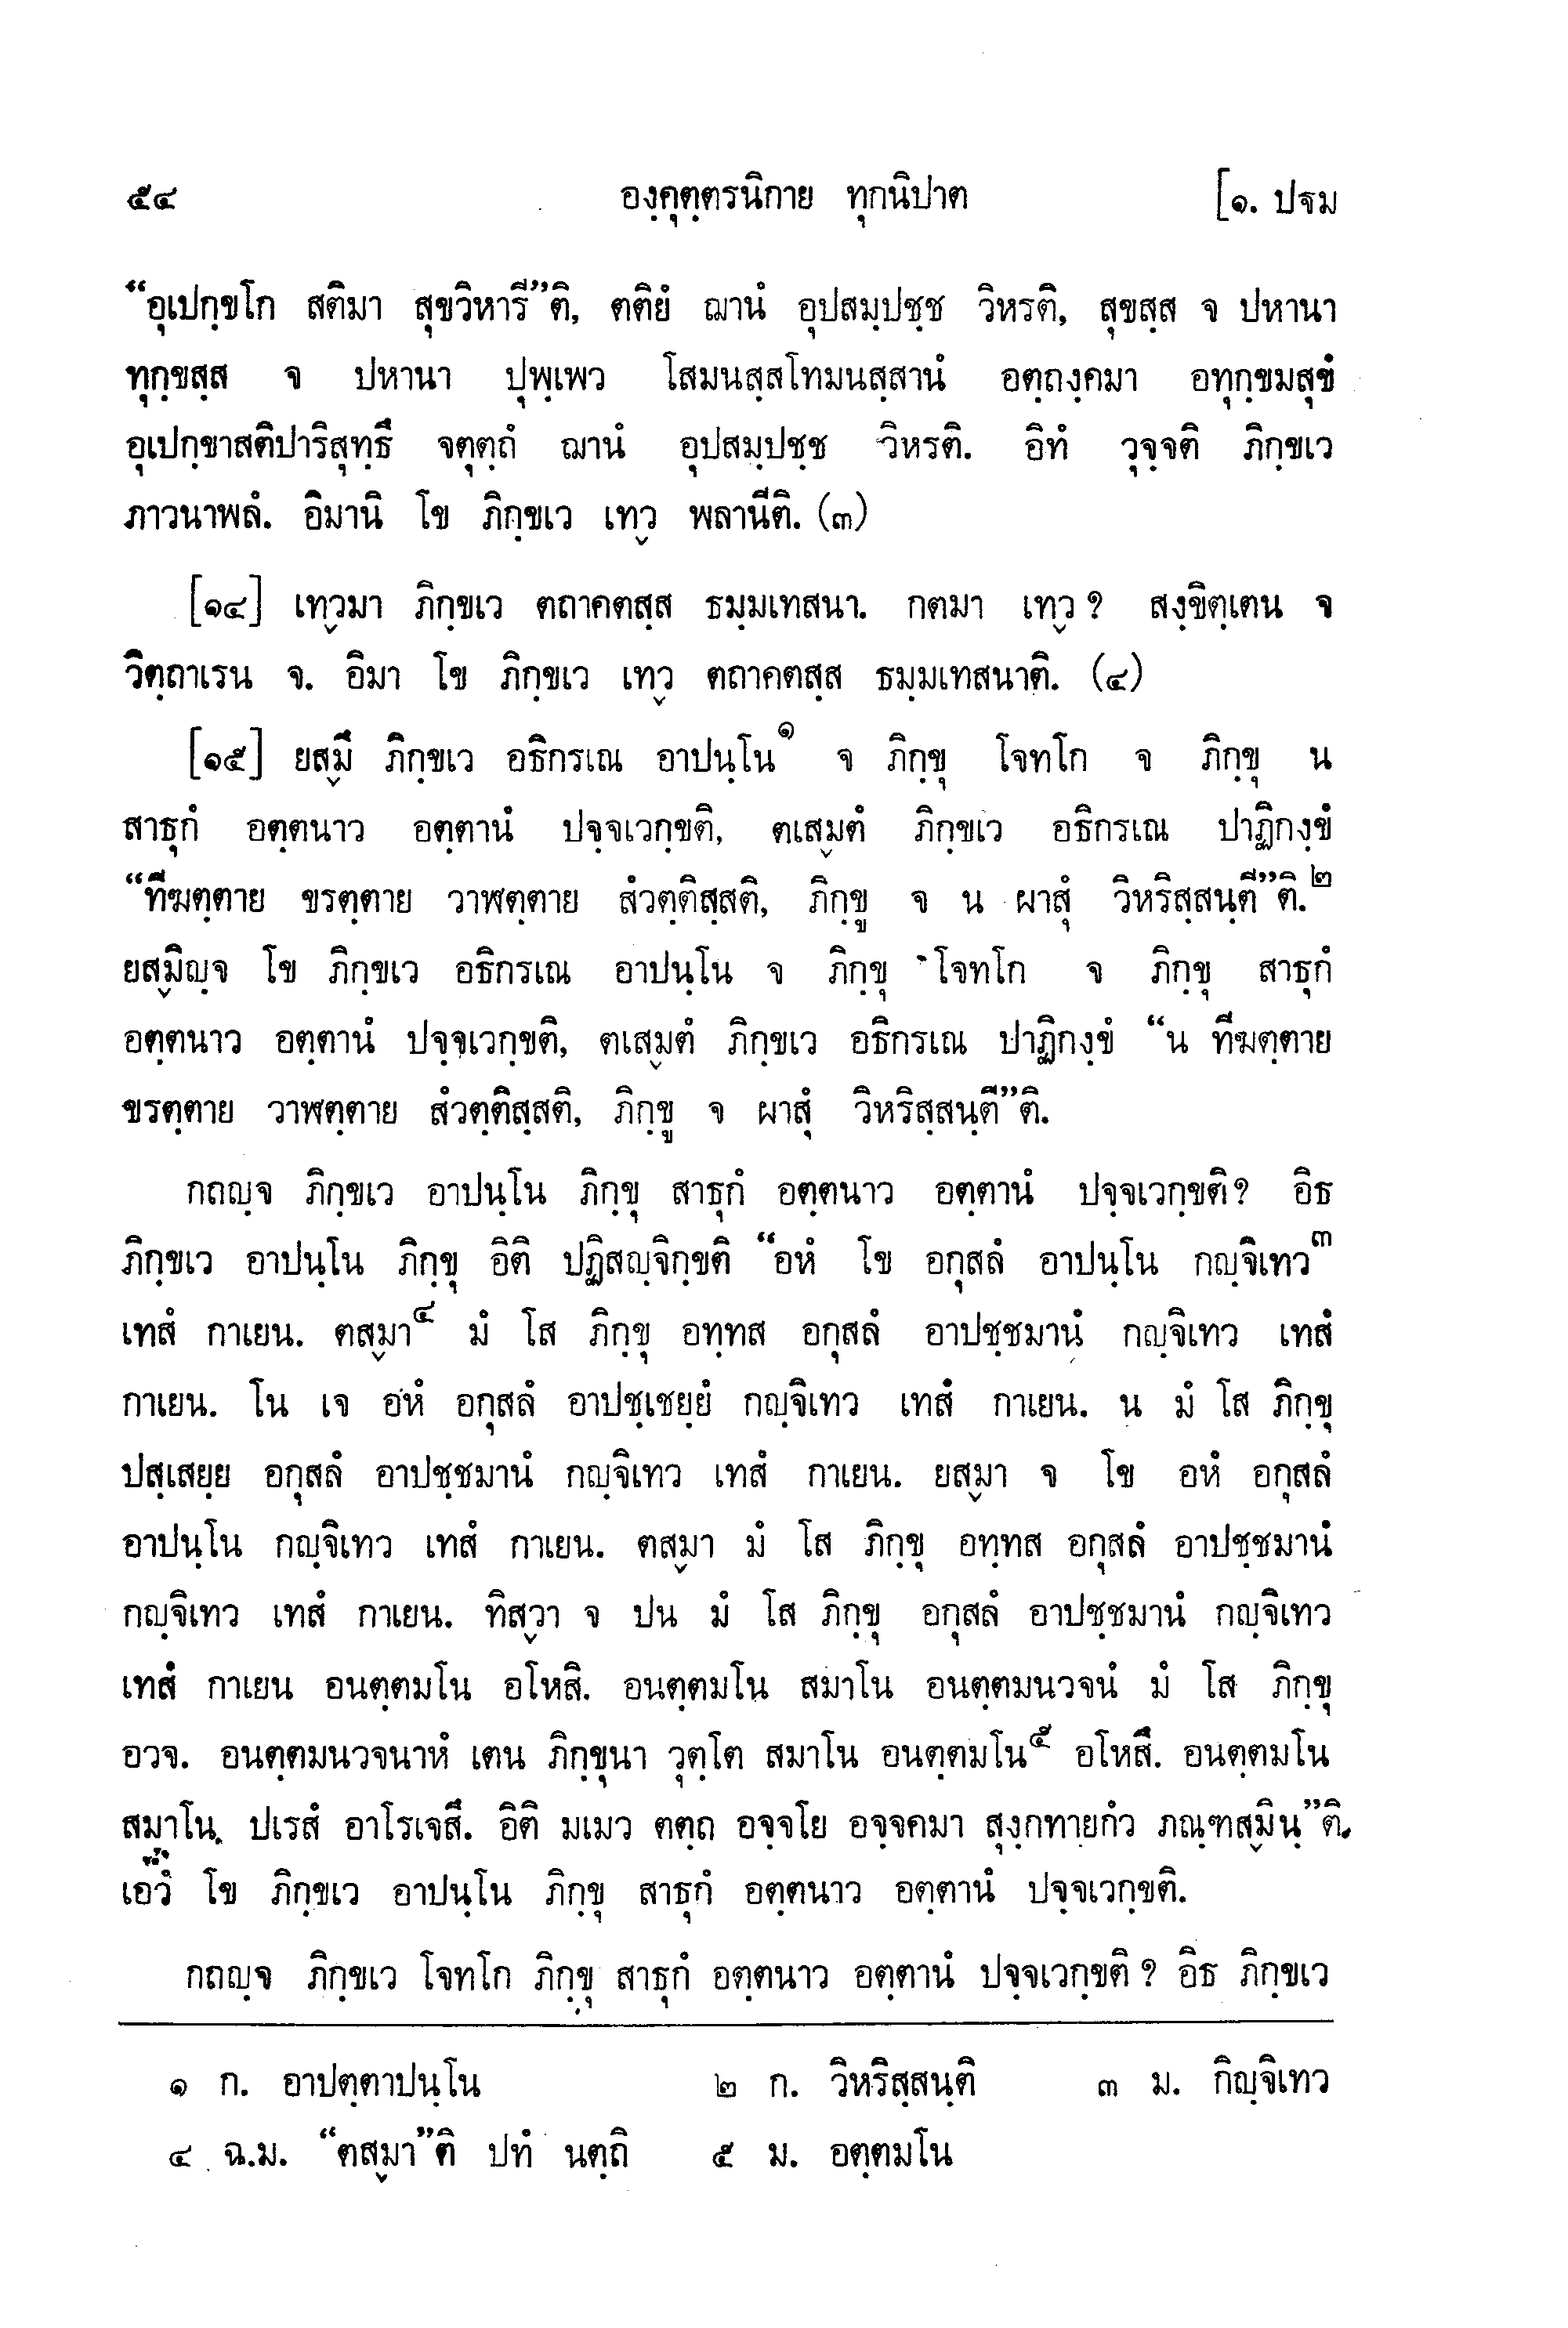 ๕๔ องฺคุตฺตรนิกาย ทุกนิปาต [๑. ปฐม
“อุเปกฺขโก สติมา สุขวิหารี”ติ, ตติยํ ฌานํ อุปสมฺปชฺช วิหรติ, สุขสฺส จ ปหานา
ทุกฺขสฺส จ ปหานา ปุพฺเพว โสมนสฺสโทมนสฺสานํ อตฺถงฺคมา อทุกฺขมสุขํ
อุเปกฺขาสติปาริสุทฺธึ จตุตฺถํ ฌานํ อุปสมฺปชฺช วิหรติ. อิทํ วุจฺจติ ภิกฺขเว
ภาวนาพลํ. อิมานิ โข ภิกฺขเว เทฺว พลานีติ. (๓)
[๑๔] เทฺวมา ภิกฺขเว ตถาคตสฺส ธมฺมเทสนา. กตมา เทฺว ? สงฺขิตฺเตน จ
วิตฺถาเรน จ. อิมา โข ภิกฺขเว เทฺว ตถาคตสฺส ธมฺมเทสนาติ. (๔)
[๑๕] ยสฺมึ ภิกฺขเว อธิกรเณ อาปนฺโน๑ จ ภิกฺขุ โจทโก จ ภิกฺขุ น
สาธุกํ อตฺตนาว อตฺตานํ ปจฺจเวกฺขติ, ตเสฺมตํ ภิกฺขเว อธิกรเณ ปาฏิกงฺขํ
“ทีฆตฺตาย ขรตฺตาย วาฬตฺตาย สํวตฺติสฺสติ, ภิกฺขู จ น ผาสุํ วิหริสฺสนฺตี”ติ.๒
ยสฺมิญฺจ โข ภิกฺขเว อธิกรเณ อาปนฺโน จ ภิกฺขุ โจทโก จ ภิกฺขุ สาธุกํ
อตฺตนาว อตฺตานํ ปจฺจเวกฺขติ, ตเสฺมตํ ภิกฺขเว อธิกรเณ ปาฏิกงฺขํ “น ทีฆตฺตาย
ขรตฺตาย วาฬตฺตาย สํวตฺติสฺสติ, ภิกฺขู จ ผาสุํ วิหริสฺสนฺตี”ติ.
กถญฺจ ภิกฺขเว อาปนฺโน ภิกฺขุ สาธุกํ อตฺตนาว อตฺตานํ ปจฺจเวกฺขติ? อิธ
ภิกฺขเว อาปนฺโน ภิกฺขุ อิติ ปฏิสญฺจิกฺขติ “อหํ โข อกุสลํ อาปนฺโน กญฺจิเทว๓
เทสํ กาเยน. ตสฺมา๔ มํ โส ภิกฺขุ อทฺทส อกุสลํ อาปชฺชมานํ กญฺจิเทว เทสํ
กาเยน. โน เจ อหํ อกุสลํ อาปชฺเชยฺยํ กญฺจิเทว เทสํ กาเยน. น มํ โส ภิกฺขุ
ปสฺเสยฺย อกุสลํ อาปชฺชมานํ กญฺจิเทว เทสํ กาเยน. ยสฺมา จ โข อหํ อกุสลํ
อาปนฺโน กญฺจิเทว เทสํ กาเยน. ตสฺมา มํ โส ภิกฺขุ อทฺทส อกุสลํ อาปชฺชมานํ
กญฺจิเทว เทสํ กาเยน. ทิสฺวา จ ปน มํ โส ภิกฺขุ อกุสลํ อาปชฺชมานํ กญฺจิเทว
เทสํ กาเยน อนตฺตมโน อโหสิ. อนตฺตมโน สมาโน อนตฺตมนวจนํ มํ โส ภิกฺขุ
อวจ. อนตฺตมนวจนาหํ เตน ภิกฺขุนา วุตฺโต สมาโน อนตฺตมโน๕ อโหสึ. อนตฺตมโน
สมาโน ปเรสํ อาโรเจสึ. อิติ มเมว ตตฺถ อจฺจโย อจฺจคมา สุงฺกทายกํว ภณฺฑสฺมินฺ”ติ.
เอวํ โข ภิกฺขเว อาปนฺโน ภิกฺขุ สาธุกํ อตฺตนาว อตฺตานํ ปจฺจเวกฺขติ.
กถญฺจ ภิกฺขเว โจทโก ภิกฺขุ สาธุกํ อตฺตนาว อตฺตานํ ปจฺจเวกฺขติ ? อิธ ภิกฺขเว
๑ ก. อาปตฺตาปนฺโน ๒ ก. วิหริสฺสนฺติ ๓ ม. กิญฺจิเทว
๔ ฉ.ม. “ตสฺมา”ติ ปทํ นตฺถิ ๕ ม. อตฺตมโน